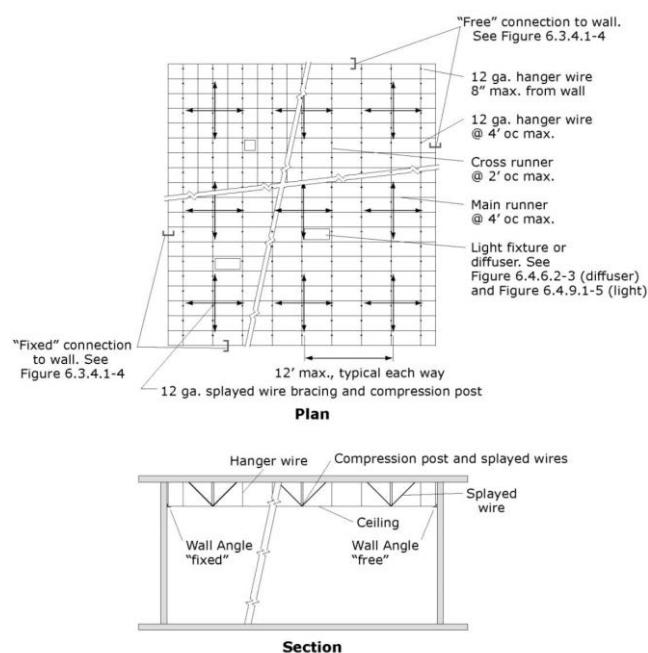 “Free” connection to wall.
See Figure 6.3.4.1-4
12 ga. hanger wire
8” max. from wall
12 ga. hanger wire
@ 4’ oc max.
Cross runner
@ 2’ oc max.
Main runner
@ 4’ oc max.
Light fixture or
diffuser. See
Figure 6.4.6.2-3 (diffuser)
and Figure 6.4.9.1-5 (light)
“Fixed” connection
to wall. See
Figure 6.3.4.1-4
12’ max., typical each way
12 ga. splayed wire bracing and compression post
Plan
Hanger wire
Compression post and splayed wires
Splayed
wire
Ceiling
Wall Angle
“fixed”
Wall Angle
“free”
Section